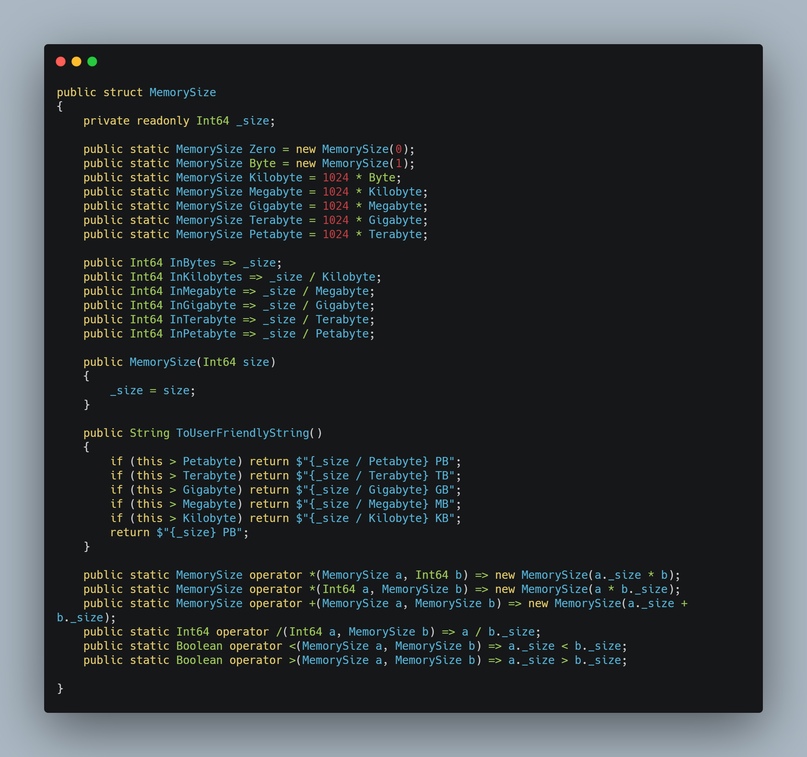 public struct MemorySize
{
    private readonly Int64 _size;

    public static MemorySize Zero = new MemorySize(0);
    public static MemorySize Byte = new MemorySize(1);
    public static MemorySize Kilobyte = 1024 * Byte;
    public static MemorySize Megabyte = 1024 * Kilobyte;
    public static MemorySize Gigabyte = 1024 * Megabyte;
    public static MemorySize Terabyte = 1024 * Gigabyte;
    public static MemorySize Petabyte = 1024 * Terabyte;

    public Int64 InBytes => _size;
    public Int64 InKilobytes => _size / Kilobyte;
    public Int64 InMegabyte => _size / Megabyte;
    public Int64 InGigabyte => _size / Gigabyte;
    public Int64 InTerabyte => _size / Terabyte;
    public Int64 InPetabyte => _size / Petabyte;

    public MemorySize(Int64 size)
    {
        _size = size;
    }

    public String ToUserFriendlyString()
    {
        if (this > Petabyte) return $"{_size / Petabyte} PB";
        if (this > Terabyte) return $"{_size / Terabyte} TB";
        if (this > Gigabyte) return $"{_size / Gigabyte} GB";
        if (this > Megabyte) return $"{_size / Megabyte} MB";
        if (this > Kilobyte) return $"{_size / Kilobyte} KB";
        return $"{_size} PB";
    }

    public static MemorySize operator *(MemorySize a, Int64 b) => new MemorySize(a._size * b);
    public static MemorySize operator *(Int64 a, MemorySize b) => new MemorySize(a * b._size);
    public static MemorySize operator +(MemorySize a, MemorySize b) => new MemorySize(a._size +
b._size);
    public static Int64 operator /(Int64 a, MemorySize b) => a / b._size;
    public static Boolean operator <(MemorySize a, MemorySize b) => a._size < b._size;
    public static Boolean operator >(MemorySize a, MemorySize b) => a._size > b._size;

}